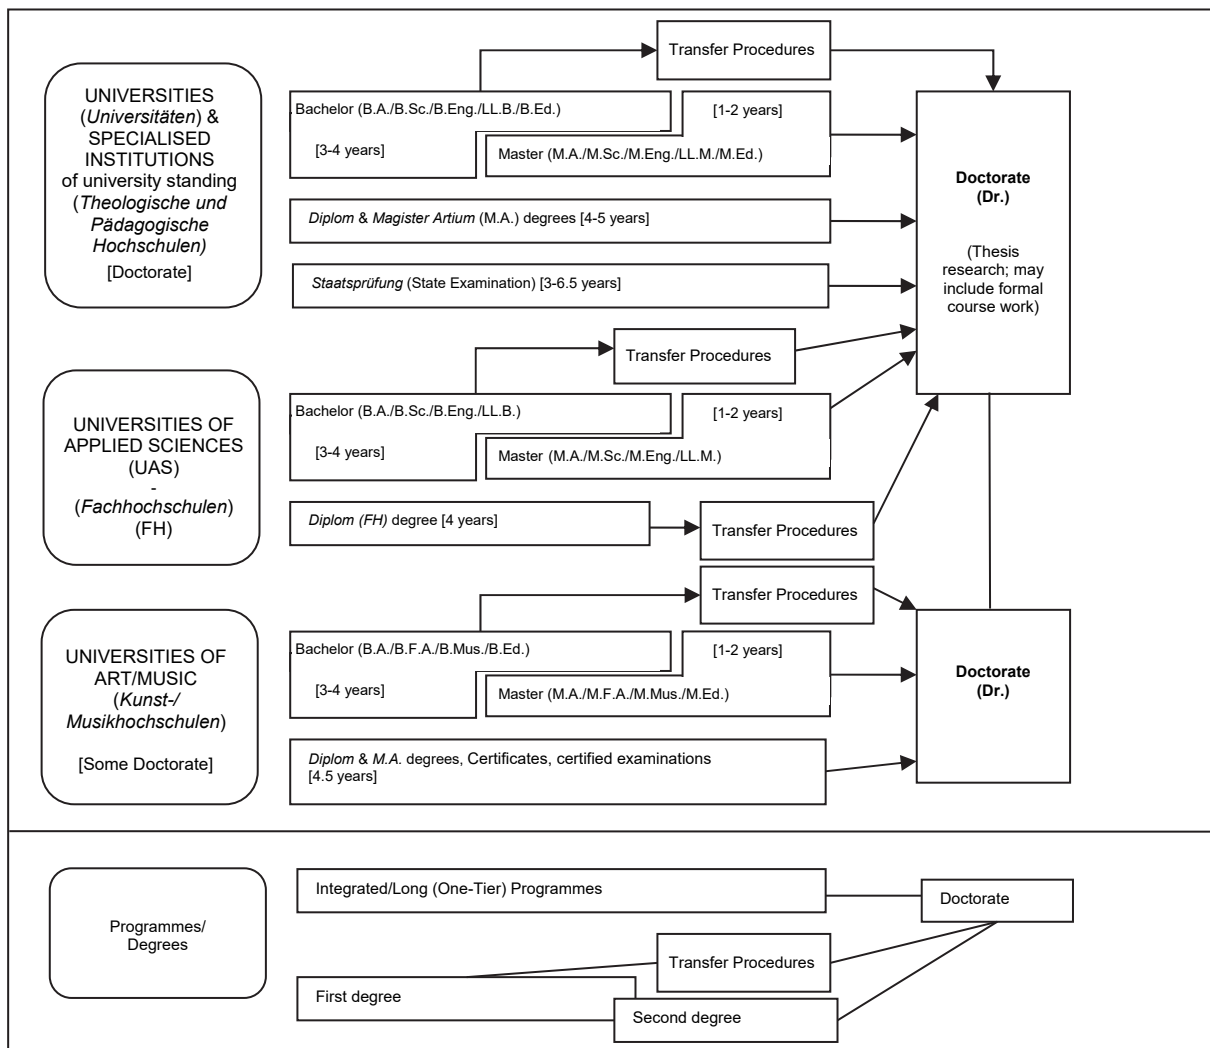 Transfer Procedures
UNIVERSITIES
(Universitäten) &
SPECIALISED
INSTITUTIONS
of university standing
(Theologische und
Pädagogische
Hochschulen)
[Doctorate]
Bachelor (B.A./B.Sc./B.Eng./LL.B./B.Ed.)
[3-4 years]
[1-2 years]
Master (M.A./M.Sc./M.Eng./LL.M./M.Ed.)
Diplom & Magister Artium (M.A.) degrees [4-5 years]
Staatsprüfung (State Examination) [3-6.5 years]
Doctorate
(Dr.)
(Thesis
research; may
include formal
course work)
Transfer Procedures
UNIVERSITIES OF
APPLIED SCIENCES
(UAS)
-
(Fachhochschulen)
(FH)
Bachelor (B.A./B.Sc./B.Eng./LL.B.)
[3-4 years]
[1-2 years]
Master (M.A./M.Sc./M.Eng./LL.M.)
Diplom (FH) degree [4 years]
Transfer Procedures
Transfer Procedures
UNIVERSITIES OF
ART/MUSIC
(Kunst-/
Musikhochschulen)
[Some Doctorate]
Bachelor (B.A./B.F.A./B.Mus./B.Ed.)
[3-4 years]
[1-2 years]
Master (M.A./M.F.A./M.Mus./M.Ed.)
Diplom & M.A. degrees, Certificates, certified examinations
[4.5 years]
Doctorate
(Dr.)
Programmes/
Degrees
Integrated/Long (One-Tier) Programmes
Doctorate
Transfer Procedures
First degree
Second degree